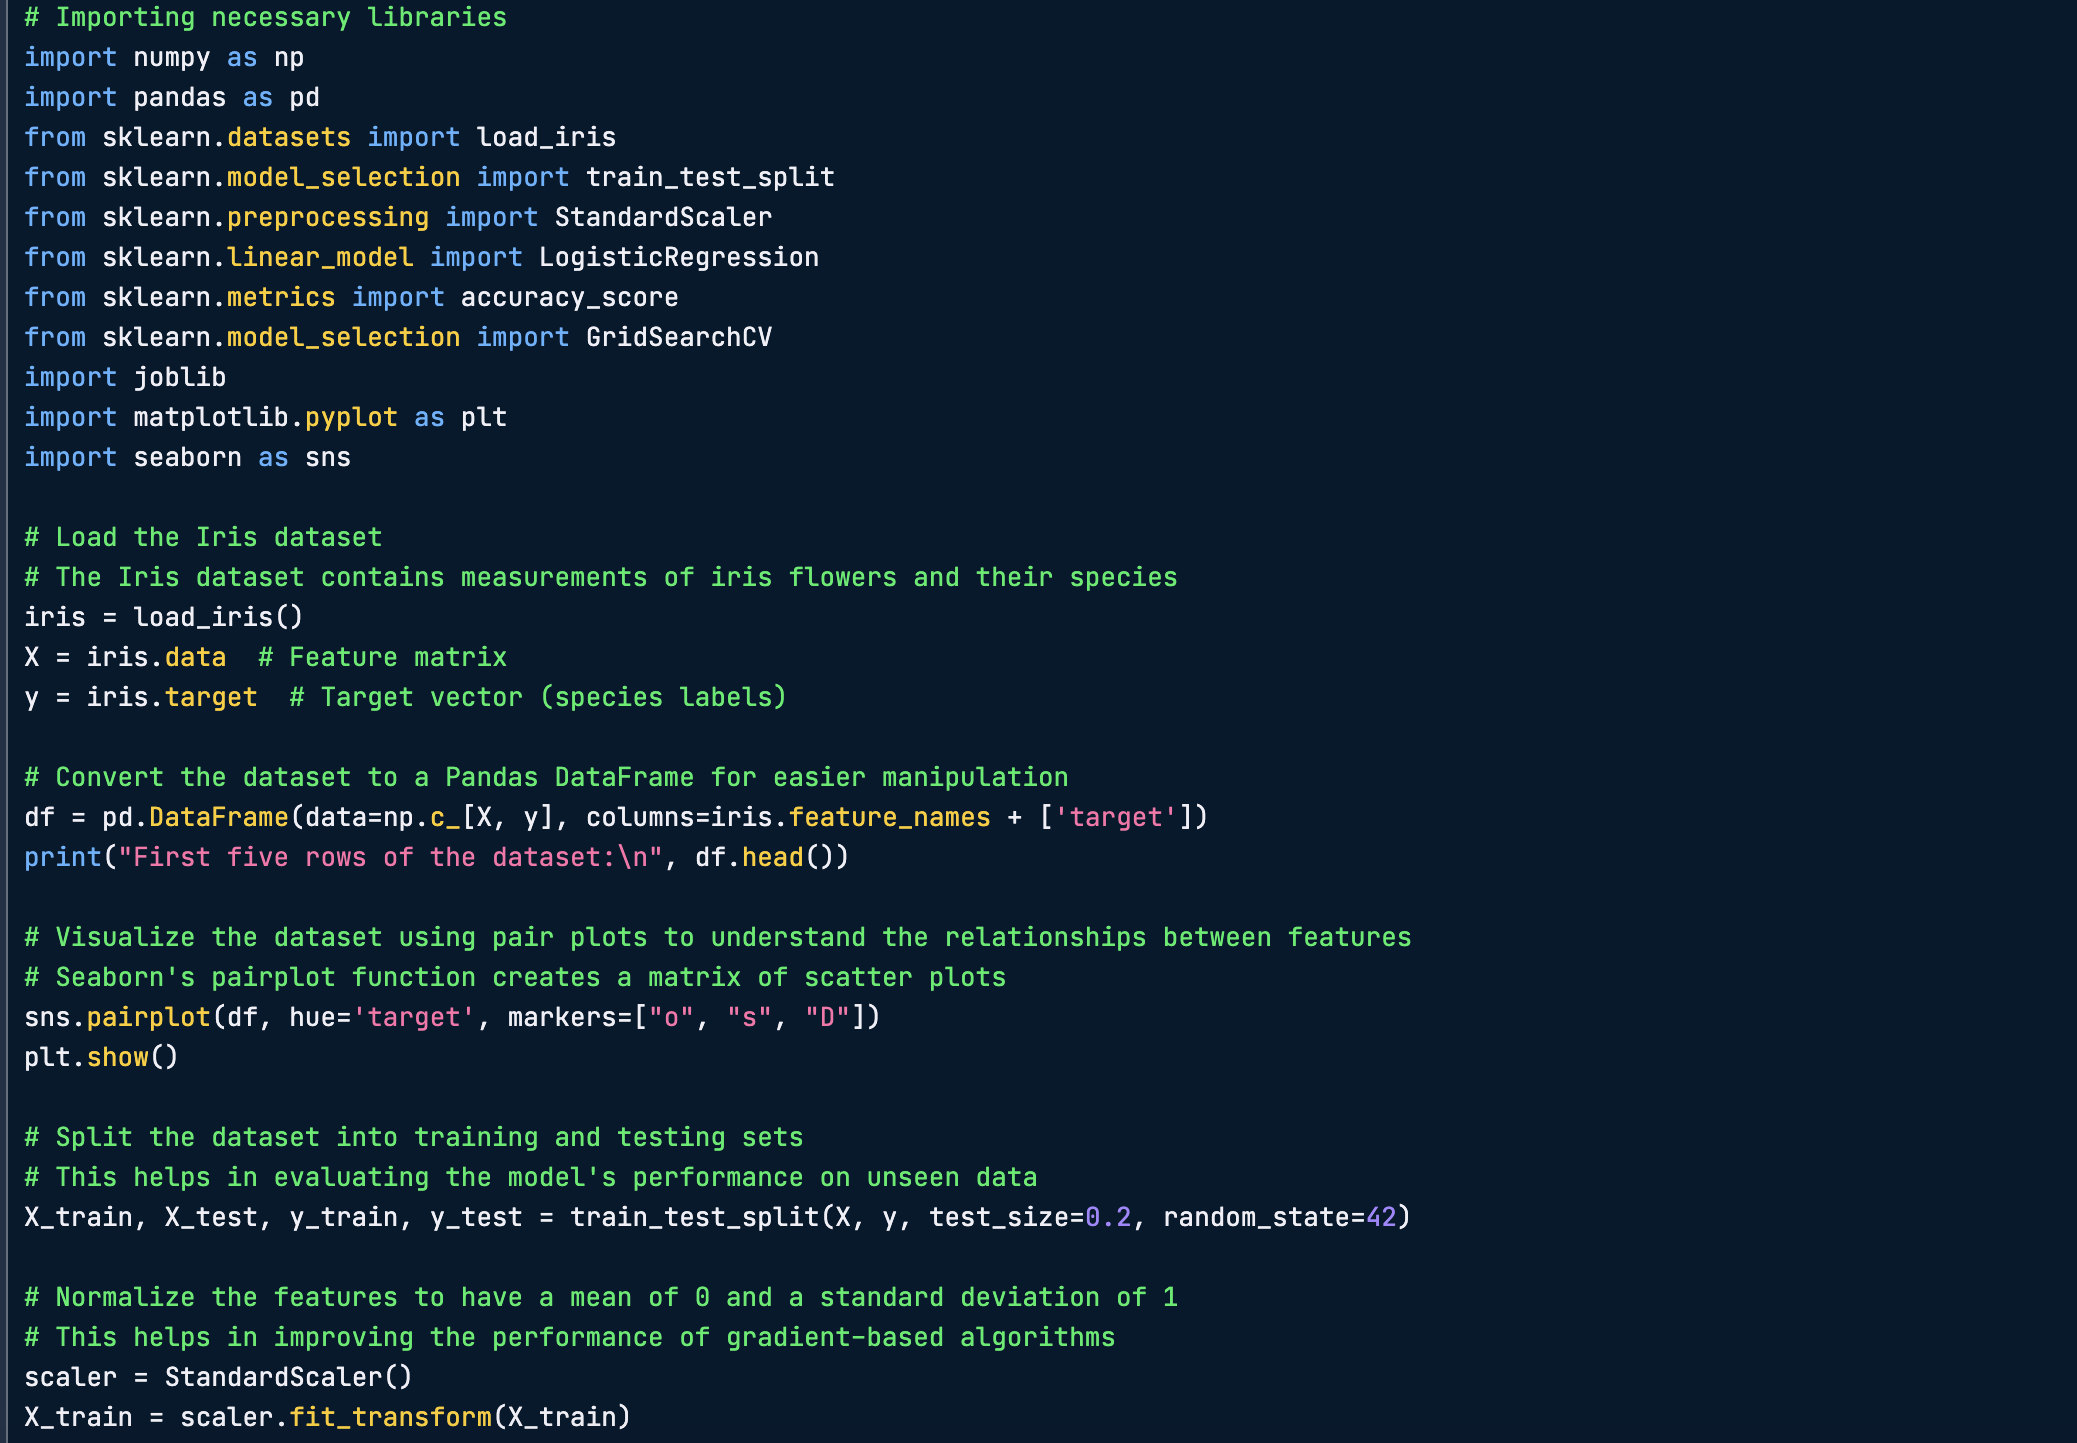 # Importing necessary libraries
import numpy as np
import pandas as pd
from sklearn.datasets import load_iris
from sklearn.model_selection import train_test_split
from sklearn.preprocessing import StandardScaler
from sklearn.linear_model import LogisticRegression
from sklearn.metrics import accuracy_score
from sklearn.model_selection import GridSearchCV
import joblib
import matplotlib.pyplot as plt
import seaborn as sns

# Load the Iris dataset
# The Iris dataset contains measurements of iris flowers and their species
iris = load_iris()
X = iris.data  # Feature matrix
y = iris.target  # Target vector (species labels)

# Convert the dataset to a Pandas DataFrame for easier manipulation
df = pd.DataFrame(data=np.c_[X, y], columns=iris.feature_names + ['target'])
print("First five rows of the dataset:\n", df.head())

# Visualize the dataset using pair plots to understand the relationships between features
# Seaborn's pairplot function creates a matrix of scatter plots
sns.pairplot(df, hue='target', markers=["o", "s", "D"])
plt.show()

# Split the dataset into training and testing sets
# This helps in evaluating the model's performance on unseen data
X_train, X_test, y_train, y_test = train_test_split(X, y, test_size=0.2, random_state=42)

# Normalize the features to have a mean of 0 and a standard deviation of 1
# This helps in improving the performance of gradient-based algorithms
scaler = StandardScaler()
X_train = scaler.fit_transform(X_train)